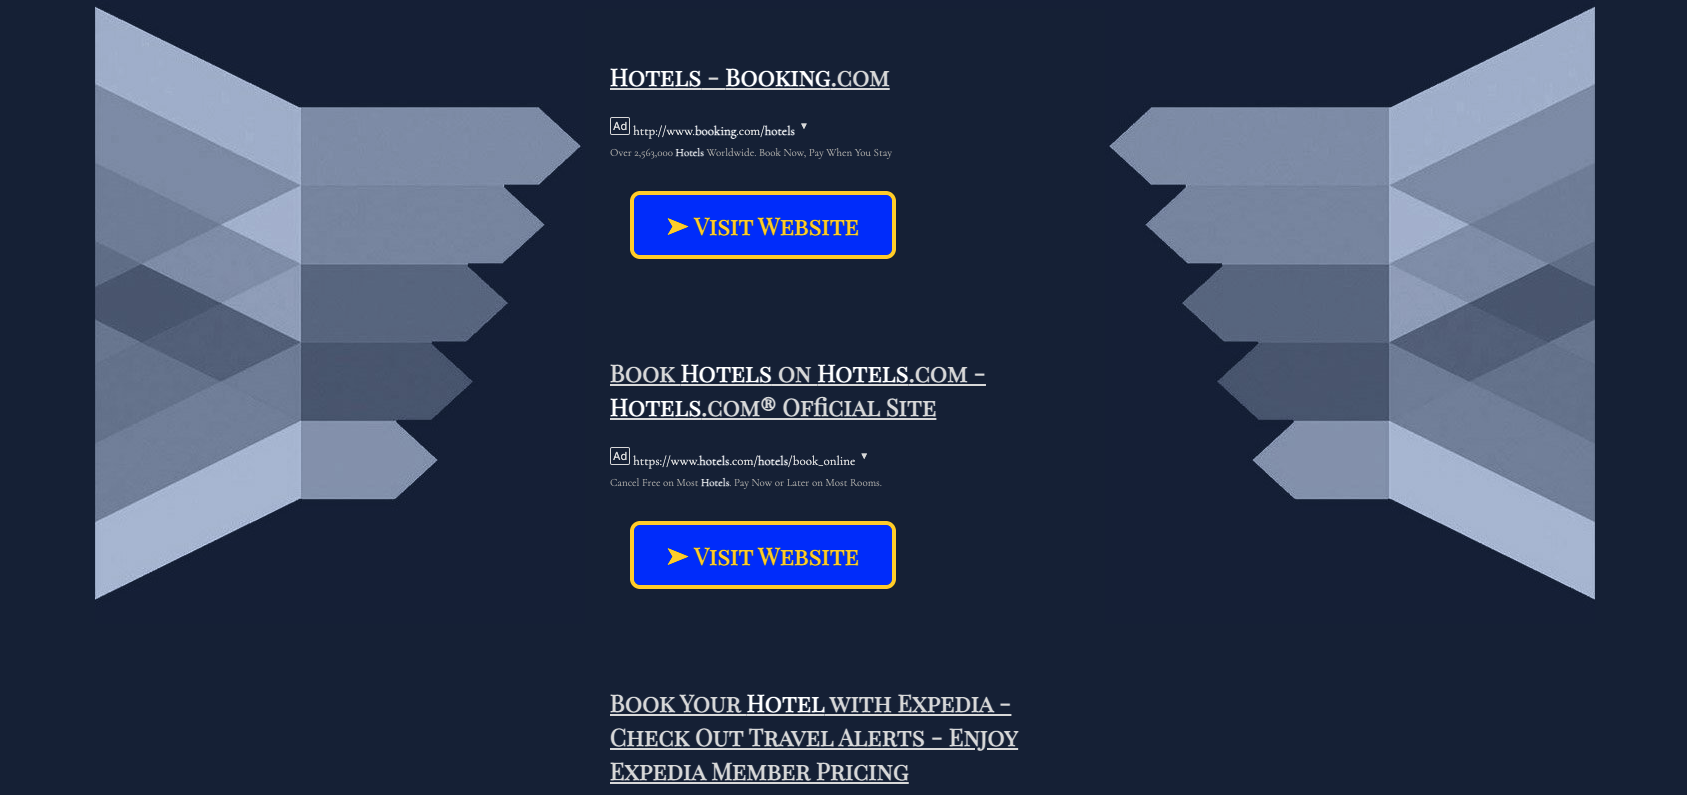 Hotels - Booking.com
Ad http://www.booking.com/hotels ▼
Over 2,563,000 Hotels Worldwide. Book Now, Pay When You Stay
➤ Visit Website
Book Hotels on Hotels.com -
Hotels.com® Official Site
Ad https://www.hotels.com/hotels/book_online ▼
Cancel Free on Most Hotels. Pay Now or Later on Most Rooms.
➤ Visit Website
Book Your Hotel with Expedia -
Check Out Travel Alerts - Enjoy
Expedia Member Pricing